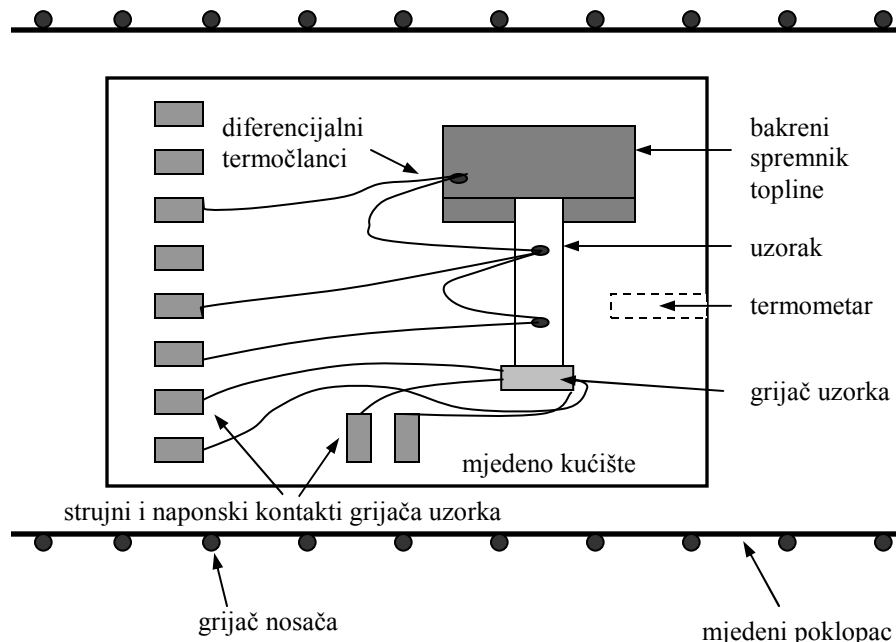 diferencijalni
termočlanci
bakreni
spremnik
topline
uzorak
termometar
grijač uzorka
mjedeno kućište
strujni i naponski kontakti grijača uzorka
grijač nosača
mjedeni poklopac